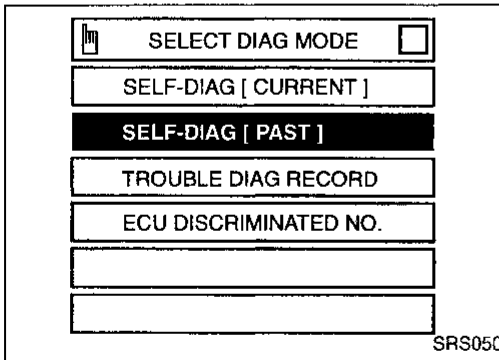 SELECT DIAG MODE
SELF-DIAG [ CURRENT ]
SELF-DIAG [ PAST ]
TROUBLE DIAG RECORD
ECU DISCRIMINATED NO.